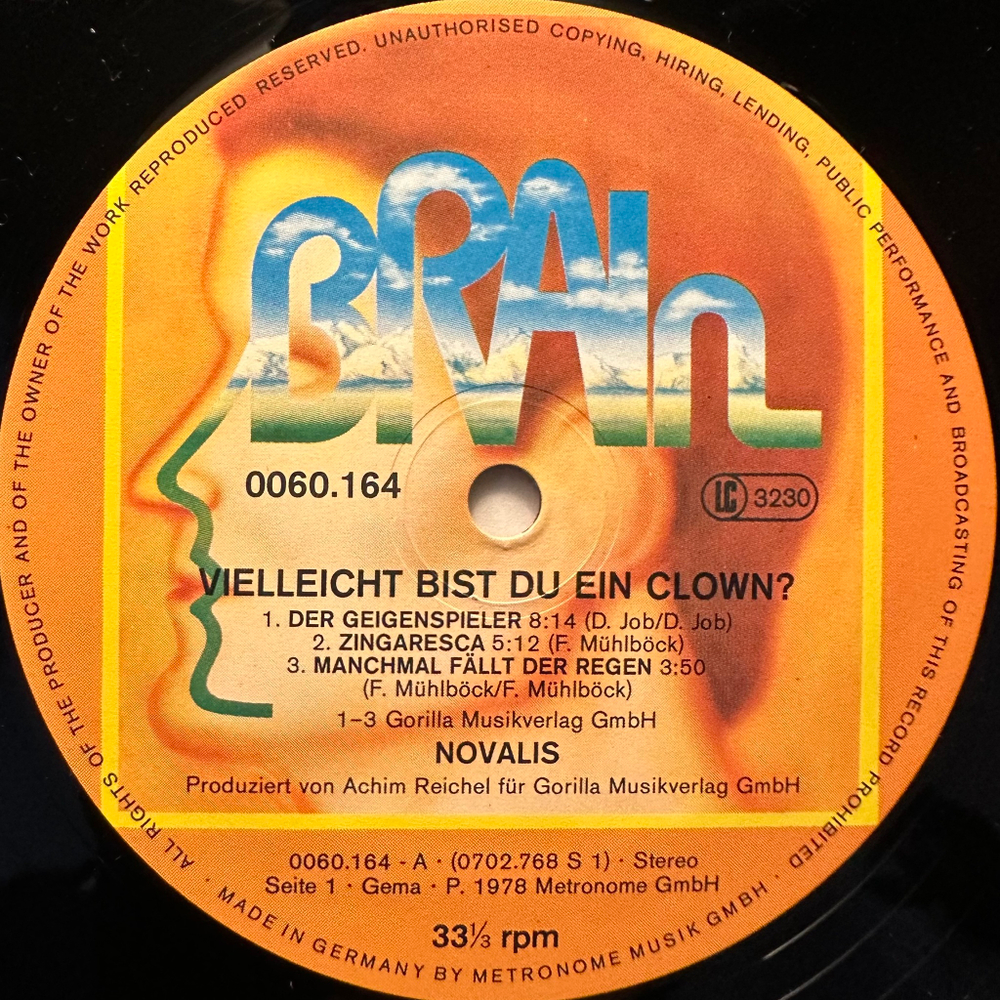 ALL RIGHTS OF THE PRODUCER AND OF THE OWNER OF THE WORK REPRODUCED RESERVED. UNAUTHORISED COPYING, HIRING, LENDING, PUBLIC PERFORMANCE AND BROADCASTING OF THIS RECORD PROHIBITED
BRAIn
0060.164
LC 3230
VIELLEICHT BIST DU EIN CLOWN?
1. DER GEIGENSPIELER 8:14 (D. Job/D. Job)
2. ZINGARESCA 5:12 (F. Mühlböck)
3. MANCHMAL FÄLLT DER REGEN 3:50
(F. Mühlböck/F. Mühlböck)
1–3 Gorilla Musikverlag GmbH
NOVALIS
Produziert von Achim Reichel für Gorilla Musikverlag GmbH
0060.164 - A · (0702.768 S 1) · Stereo
Seite 1 · Gema · P. 1978 Metronome GmbH
33⅓ rpm
· MADE IN GERMANY BY METRONOME MUSIK GMBH ·